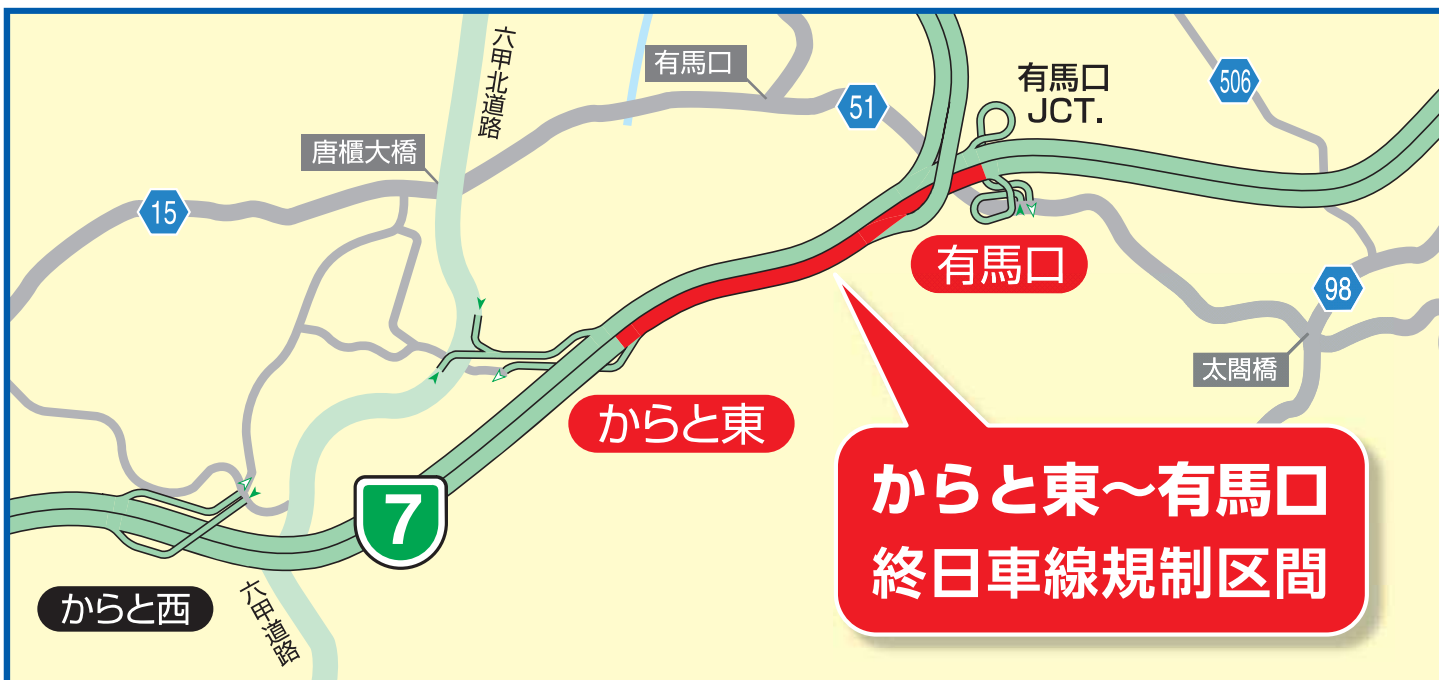 六甲北道路
有馬口
有馬口
JCT.
506
51
唐櫃大橋
15
有馬口
98
太閤橋
からと東
からと東～有馬口
終日車線規制区間
7
からと西
六甲道路